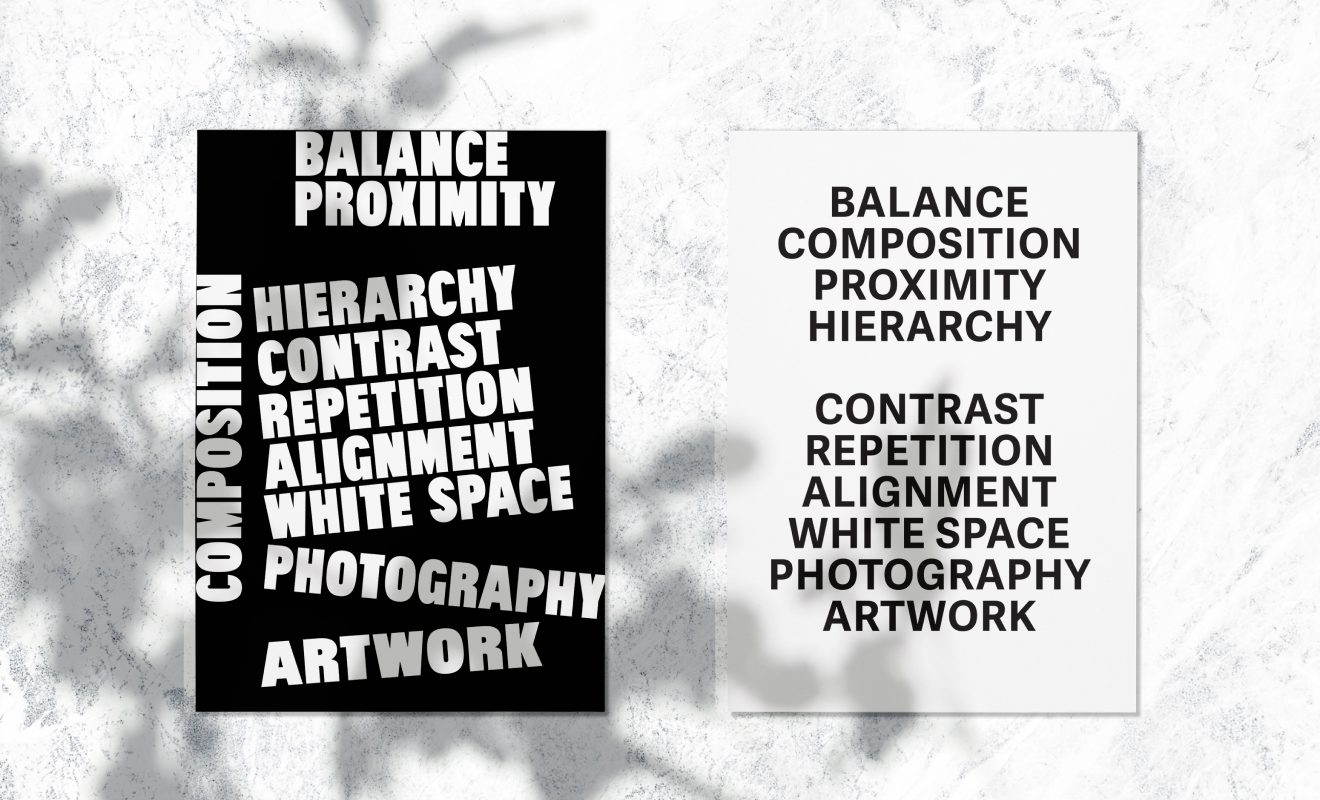 BALANCE
PROXIMITY
COMPOSITION
HIERARCHY
CONTRAST
REPETITION
ALIGNMENT
WHITE SPACE
PHOTOGRAPHY
ARTWORK
BALANCE
COMPOSITION
PROXIMITY
HIERARCHY
CONTRAST
REPETITION
ALIGNMENT
WHITE SPACE
PHOTOGRAPHY
ARTWORK